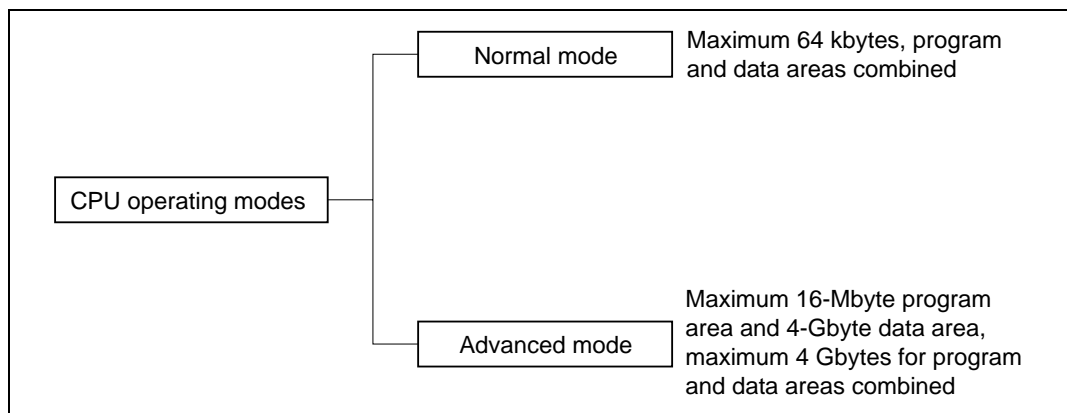 Normal mode
Maximum 64 kbytes, program
and data areas combined
CPU operating modes
Advanced mode
Maximum 16-Mbyte program
area and 4-Gbyte data area,
maximum 4 Gbytes for program
and data areas combined